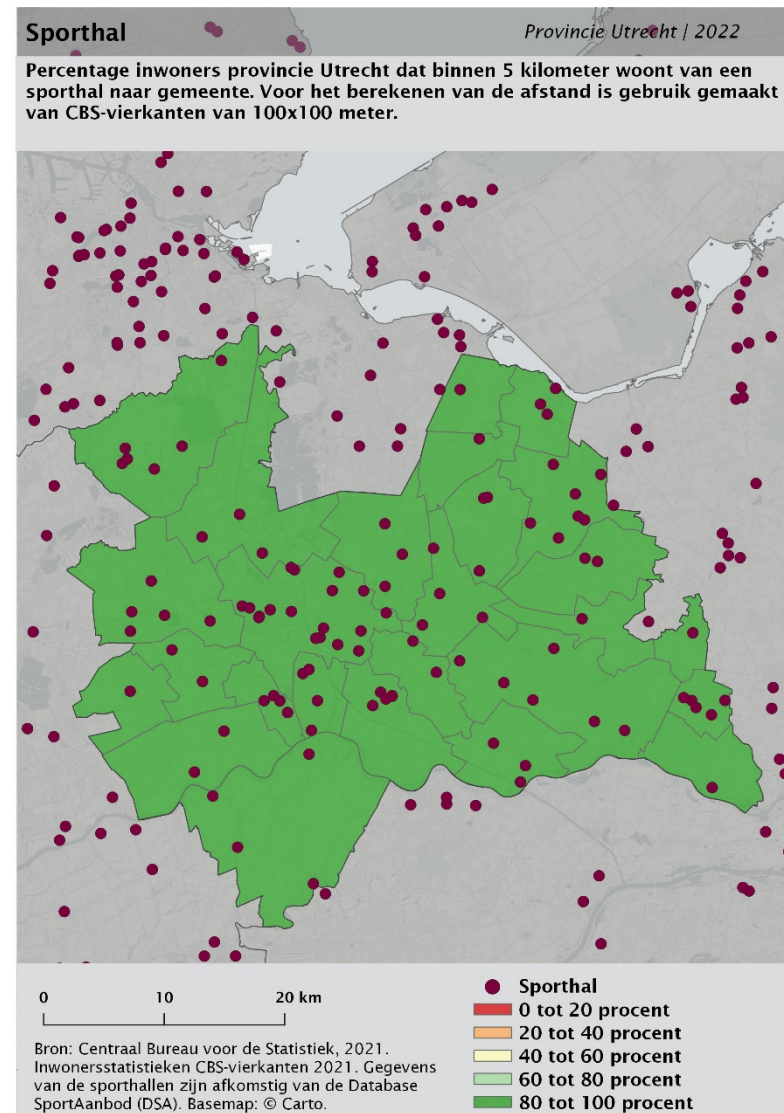 Sporthal
Provincie Utrecht | 2022
Percentage inwoners provincie Utrecht dat binnen 5 kilometer woont van een
sporthal naar gemeente. Voor het berekenen van de afstand is gebruik gemaakt
van CBS-vierkanten van 100x100 meter.
0 10 20 km
Bron: Centraal Bureau voor de Statistiek, 2021.
Inwonersstatistieken CBS-vierkanten 2021. Gegevens
van de sporthallen zijn afkomstig van de Database
SportAanbod (DSA). Basemap: © Carto.
Sporthal
0 tot 20 procent
20 tot 40 procent
40 tot 60 procent
60 tot 80 procent
80 tot 100 procent